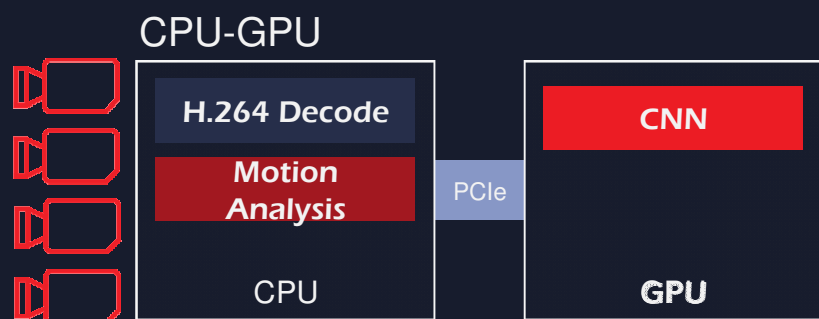 CPU-GPU
H.264 Decode
Motion
Analysis
CPU
PCIe
CNN
GPU